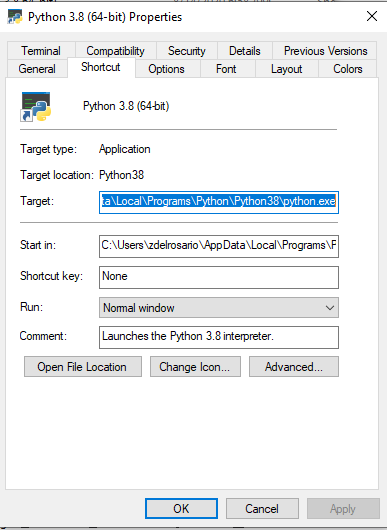 Python 3.8 (64-bit) Properties
Terminal Compatibility Security Details Previous Versions
General Shortcut Options Font Layout Colors
Python 3.8 (64-bit)
Target type: Application
Target location: Python38
Target: ta\Local\Programs\Python\Python38\python.exe
Start in: C:\Users\zdelrosario\AppData\Local\Programs\F
Shortcut key: None
Run: Normal window
Comment: Launches the Python 3.8 interpreter.
Open File Location Change Icon... Advanced...
OK Cancel Apply